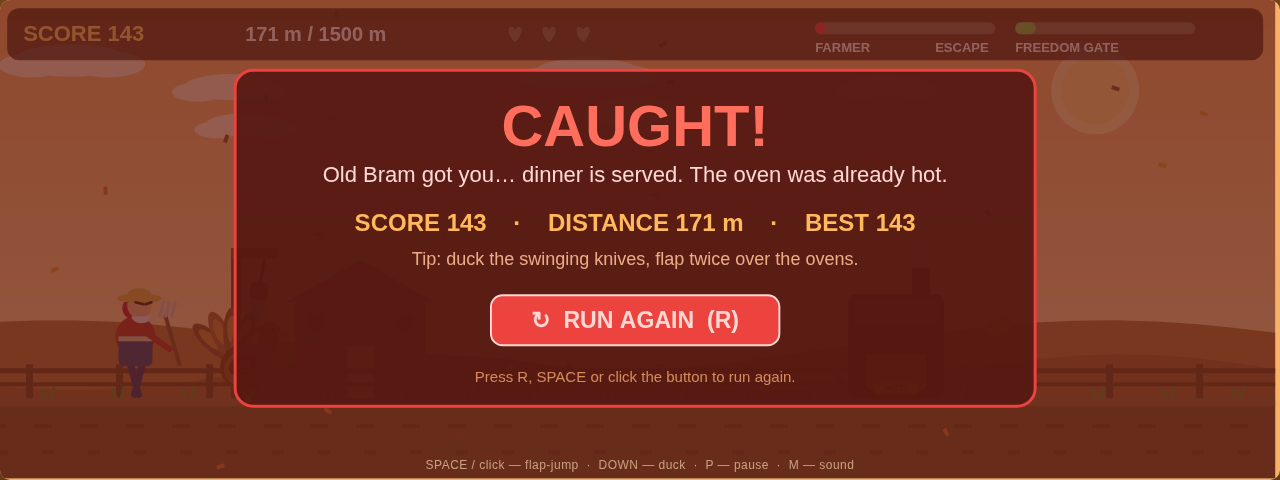 SCORE 143 171 m / 1500 m
FARMER ESCAPE FREEDOM GATE
CAUGHT!
Old Bram got you… dinner is served. The oven was already hot.
SCORE 143 · DISTANCE 171 m · BEST 143
Tip: duck the swinging knives, flap twice over the ovens.
↻ RUN AGAIN (R)
Press R, SPACE or click the button to run again.
SPACE / click — flap-jump · DOWN — duck · P — pause · M — sound